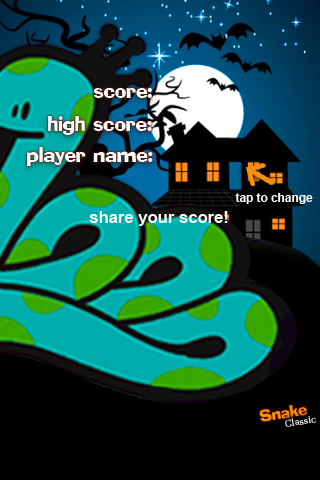 score:
high score:
player name:
tap to change
share your score!
Snake
Classic